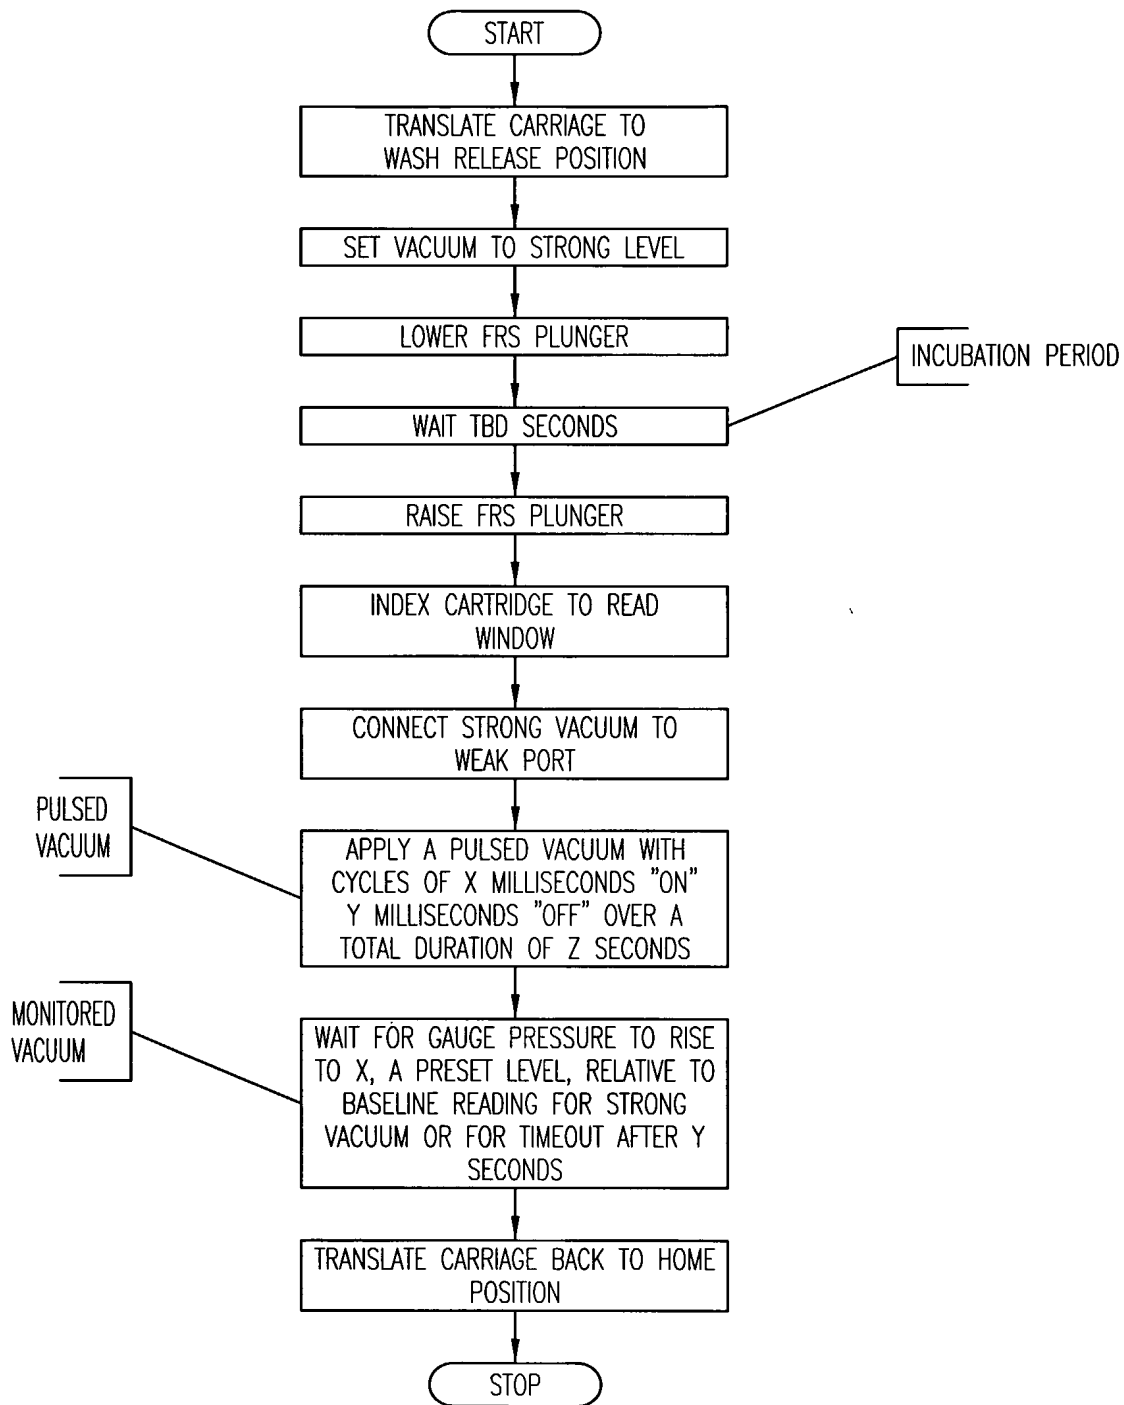 START
TRANSLATE CARRIAGE TO
WASH RELEASE POSITION
SET VACUUM TO STRONG LEVEL
LOWER FRS PLUNGER
INCUBATION PERIOD
WAIT TBD SECONDS
RAISE FRS PLUNGER
INDEX CARTRIDGE TO READ
WINDOW
CONNECT STRONG VACUUM TO
WEAK PORT
PULSED
VACUUM
APPLY A PULSED VACUUM WITH
CYCLES OF X MILLISECONDS "ON"
Y MILLISECONDS "OFF" OVER A
TOTAL DURATION OF Z SECONDS
MONITORED
VACUUM
WAIT FOR GAUGE PRESSURE TO RISE
TO X, A PRESET LEVEL, RELATIVE TO
BASELINE READING FOR STRONG
VACUUM OR FOR TIMEOUT AFTER Y
SECONDS
TRANSLATE CARRIAGE BACK TO HOME
POSITION
STOP